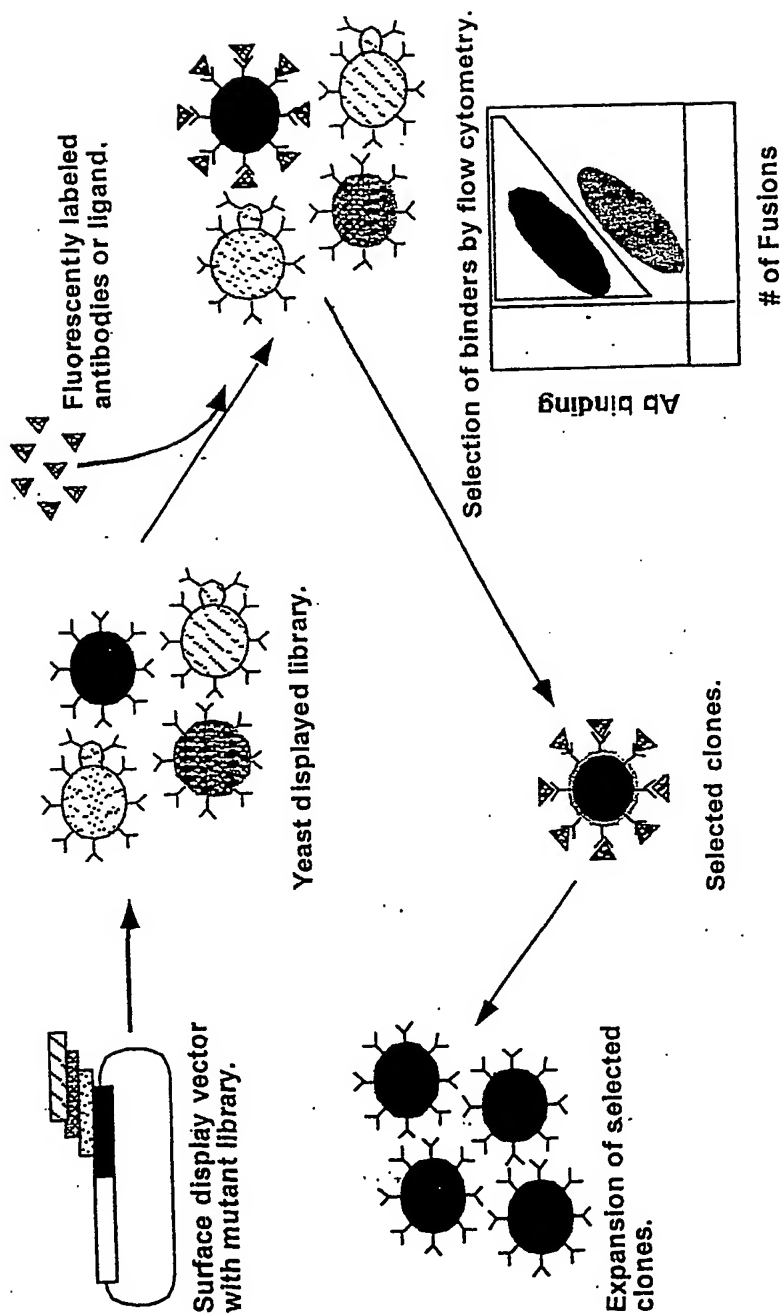 Surface display vector
with mutant library.
Yeast displayed library.
Fluorescently labeled
antibodies or ligand.
Selection of binders by flow cytometry.
Ab binding
# of Fusions
Selected clones.
Expansion of selected
clones.